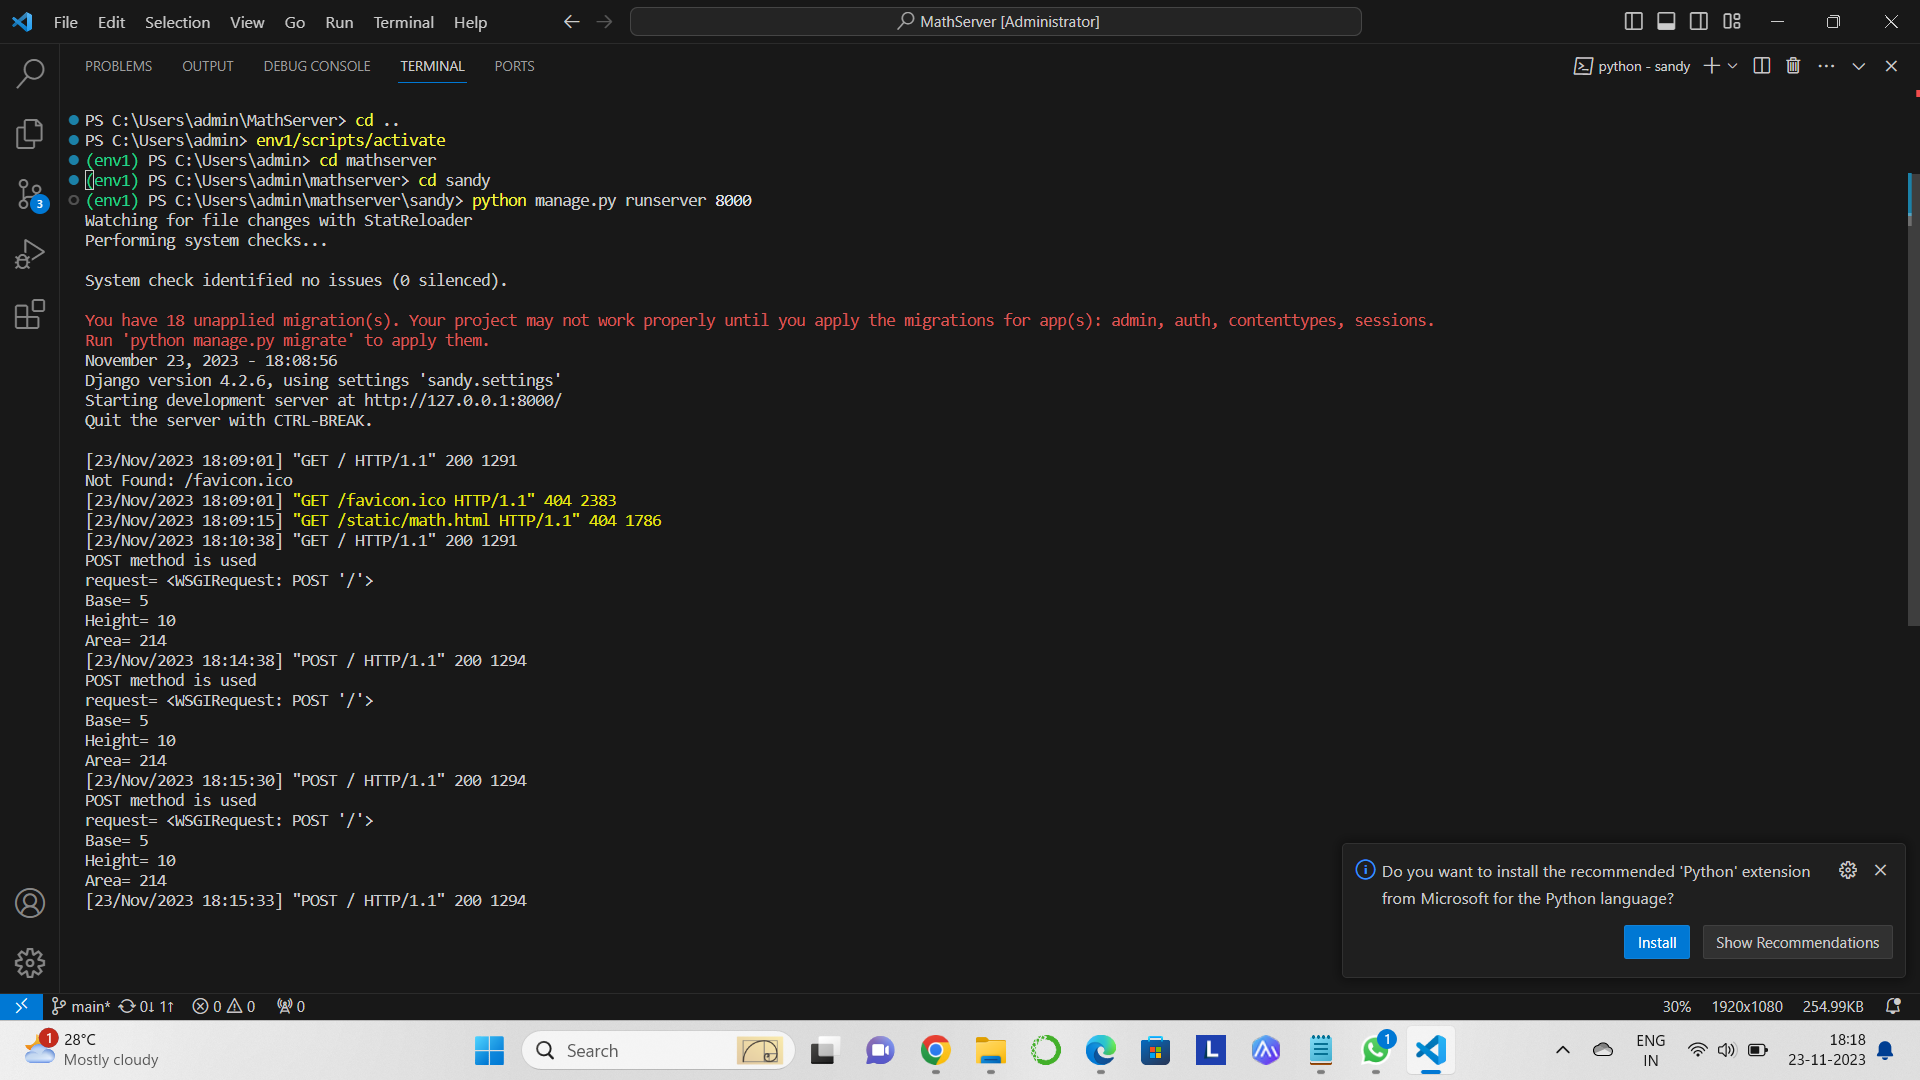 File Edit Selection View Go Run Terminal Help
MathServer [Administrator]
PROBLEMS OUTPUT DEBUG CONSOLE TERMINAL PORTS
python - sandy
PS C:\Users\admin\MathServer> cd ..
PS C:\Users\admin> env1/scripts/activate
(env1) PS C:\Users\admin> cd mathserver
(env1) PS C:\Users\admin\mathserver> cd sandy
(env1) PS C:\Users\admin\mathserver\sandy> python manage.py runserver 8000
Watching for file changes with StatReloader
Performing system checks...
System check identified no issues (0 silenced).
You have 18 unapplied migration(s). Your project may not work properly until you apply the migrations for app(s): admin, auth, contenttypes, sessions.
Run 'python manage.py migrate' to apply them.
November 23, 2023 - 18:08:56
Django version 4.2.6, using settings 'sandy.settings'
Starting development server at http://127.0.0.1:8000/
Quit the server with CTRL-BREAK.
[23/Nov/2023 18:09:01] "GET / HTTP/1.1" 200 1291
Not Found: /favicon.ico
[23/Nov/2023 18:09:01] "GET /favicon.ico HTTP/1.1" 404 2383
[23/Nov/2023 18:09:15] "GET /static/math.html HTTP/1.1" 404 1786
[23/Nov/2023 18:10:38] "GET / HTTP/1.1" 200 1291
POST method is used
request= <WSGIRequest: POST '/'>
Base= 5
Height= 10
Area= 214
[23/Nov/2023 18:14:38] "POST / HTTP/1.1" 200 1294
POST method is used
request= <WSGIRequest: POST '/'>
Base= 5
Height= 10
Area= 214
[23/Nov/2023 18:15:30] "POST / HTTP/1.1" 200 1294
POST method is used
request= <WSGIRequest: POST '/'>
Base= 5
Height= 10
Area= 214
[23/Nov/2023 18:15:33] "POST / HTTP/1.1" 200 1294
3
Do you want to install the recommended 'Python' extension
from Microsoft for the Python language?
Install Show Recommendations
main* 0↓ 1↑ 0 0 0 30% 1920x1080 254.99KB
1
28°C
Mostly cloudy
Search
L
1
ENG
IN
18:18
23-11-2023